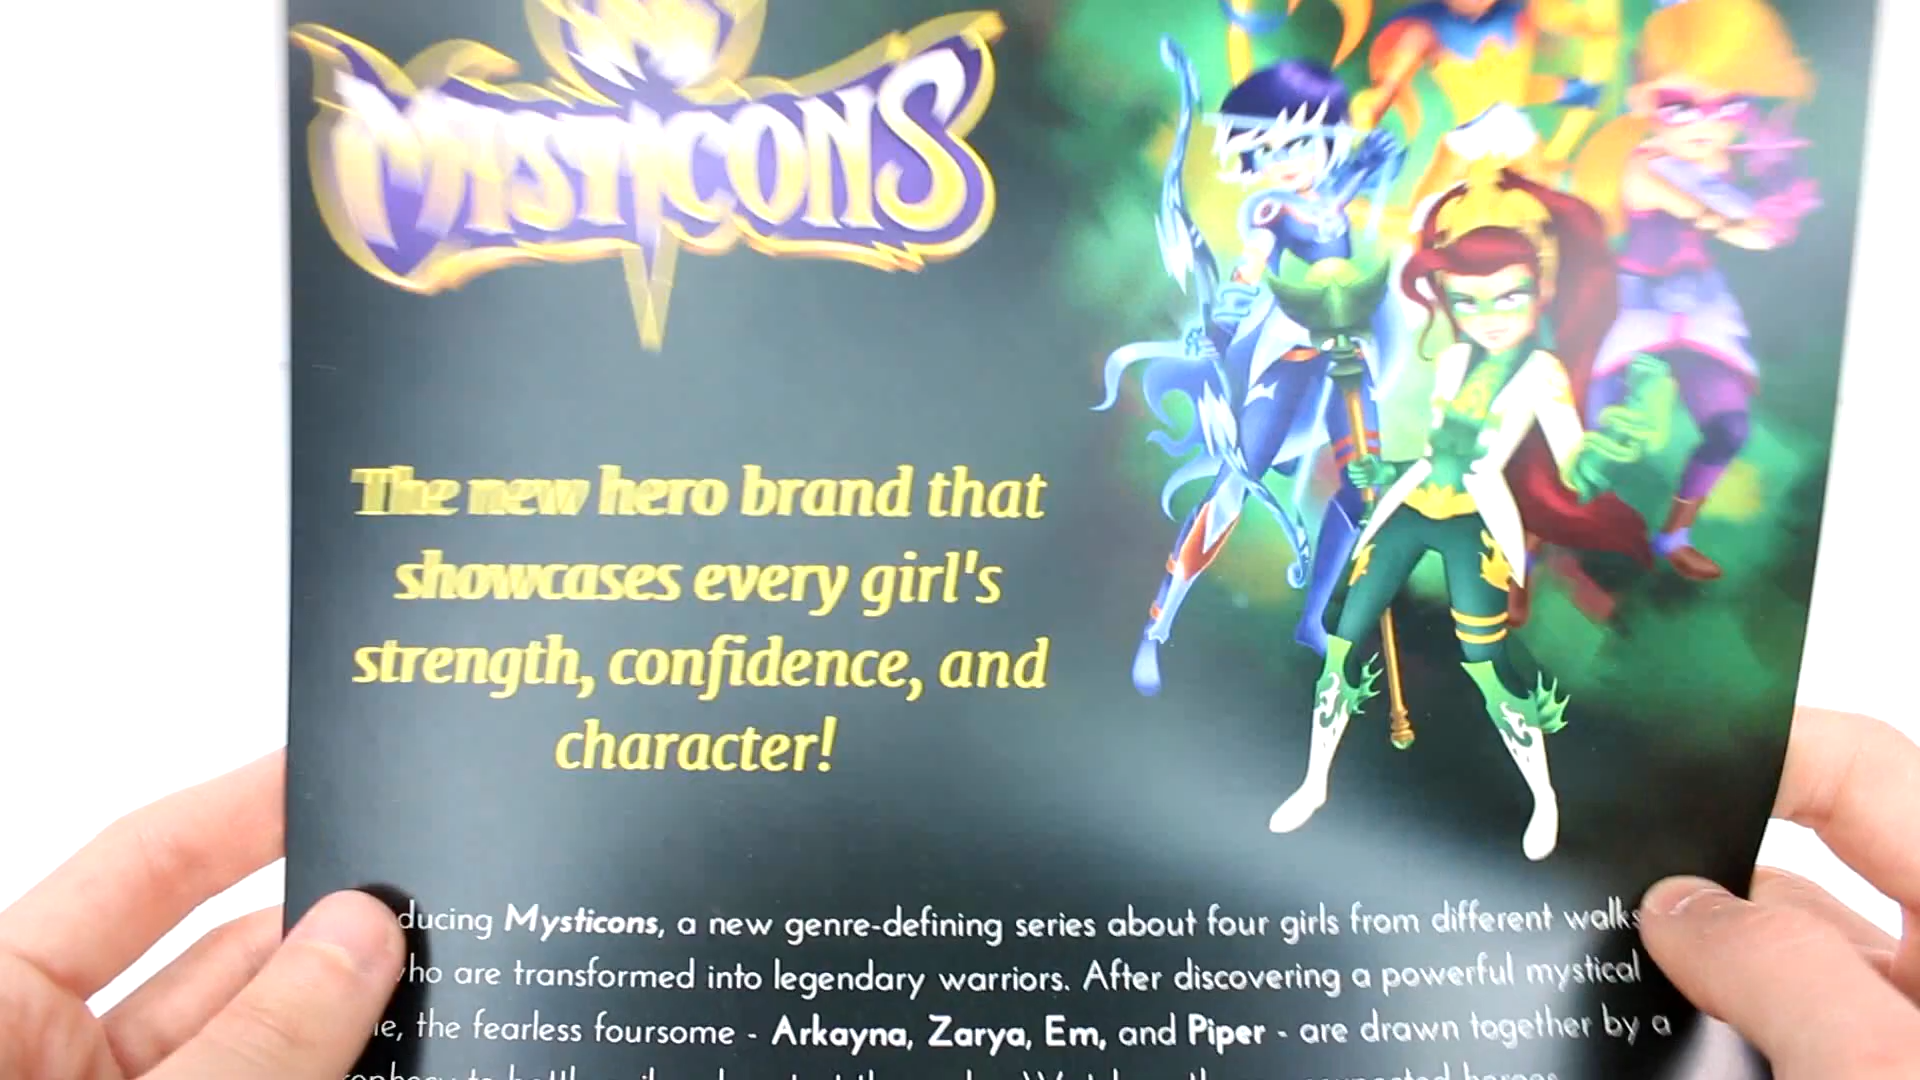 MYSTICONS
The new hero brand that
showcases every girl's
strength, confidence, and
character!
ducing Mysticons, a new genre-defining series about four girls from different walks
who are transformed into legendary warriors. After discovering a powerful mystical
the fearless foursome - Arkayna, Zarya, Em, and Piper - are drawn together by a